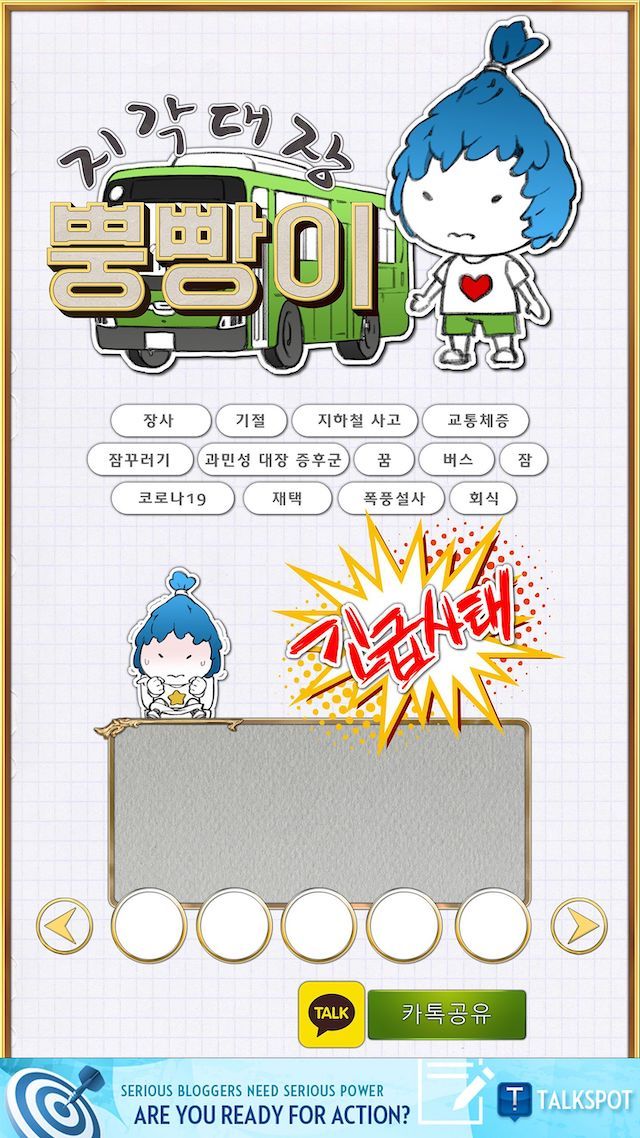 지각대장
뿡빵이
장사 기절 지하철 사고 교통체증
잠꾸러기 과민성 대장 증후군 꿈 버스 잠
코로나19 재택 폭풍설사 회식
긴급사태
TALK 카톡공유
SERIOUS BLOGGERS NEED SERIOUS POWER
ARE YOU READY FOR ACTION?
T TALKSPOT